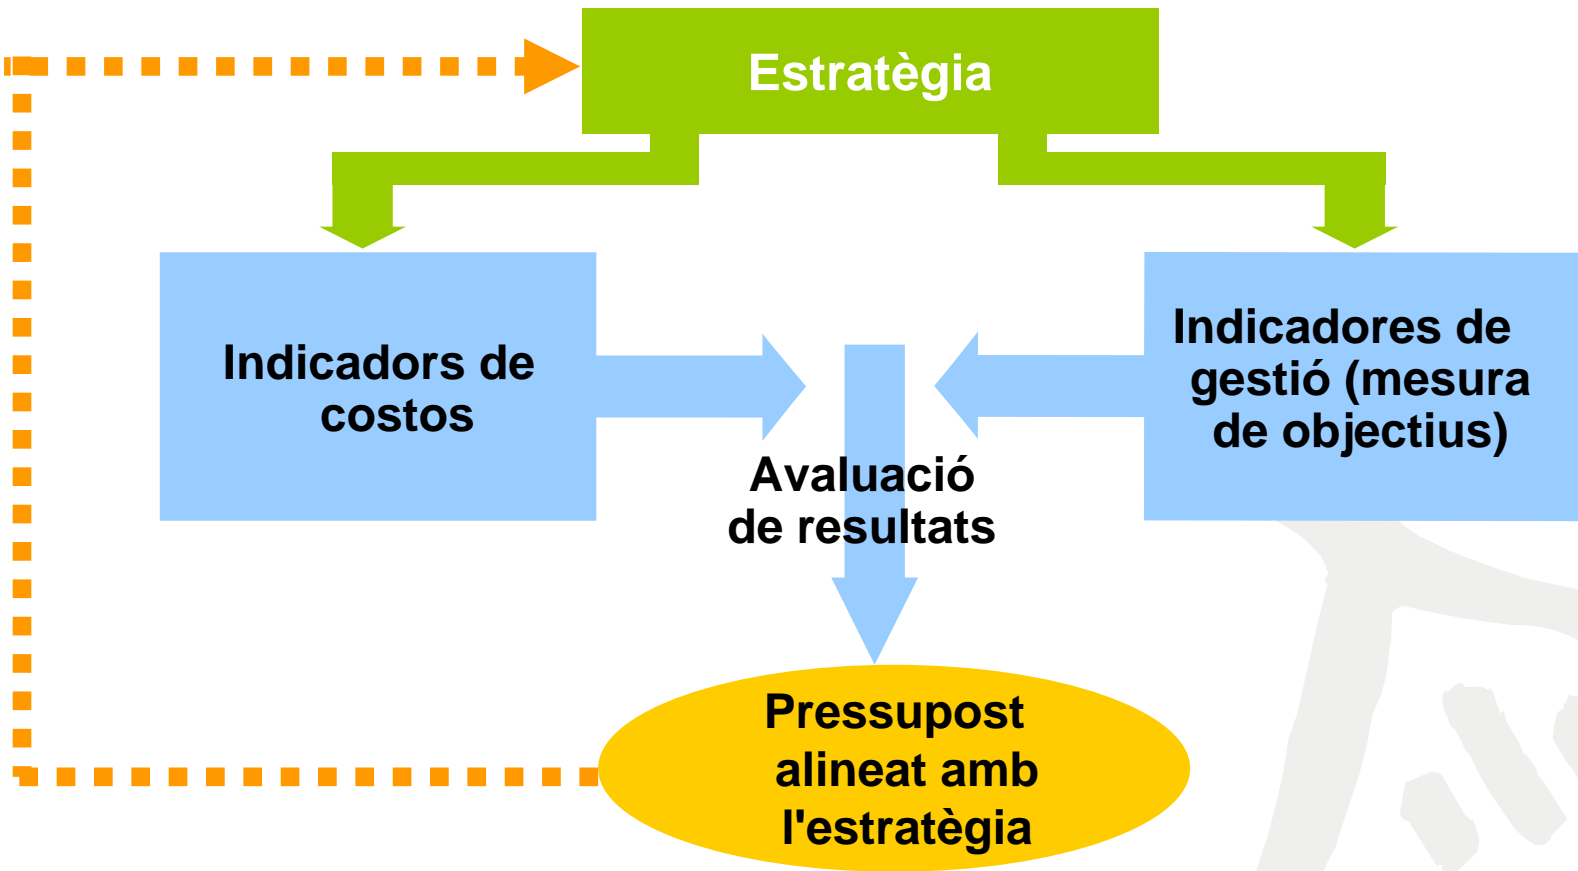 Estratègia
Indicadors de
costos
Indicadores de
gestió (mesura
de objectius)
Avaluació
de resultats
Pressupost
alineat amb
l'estratègia